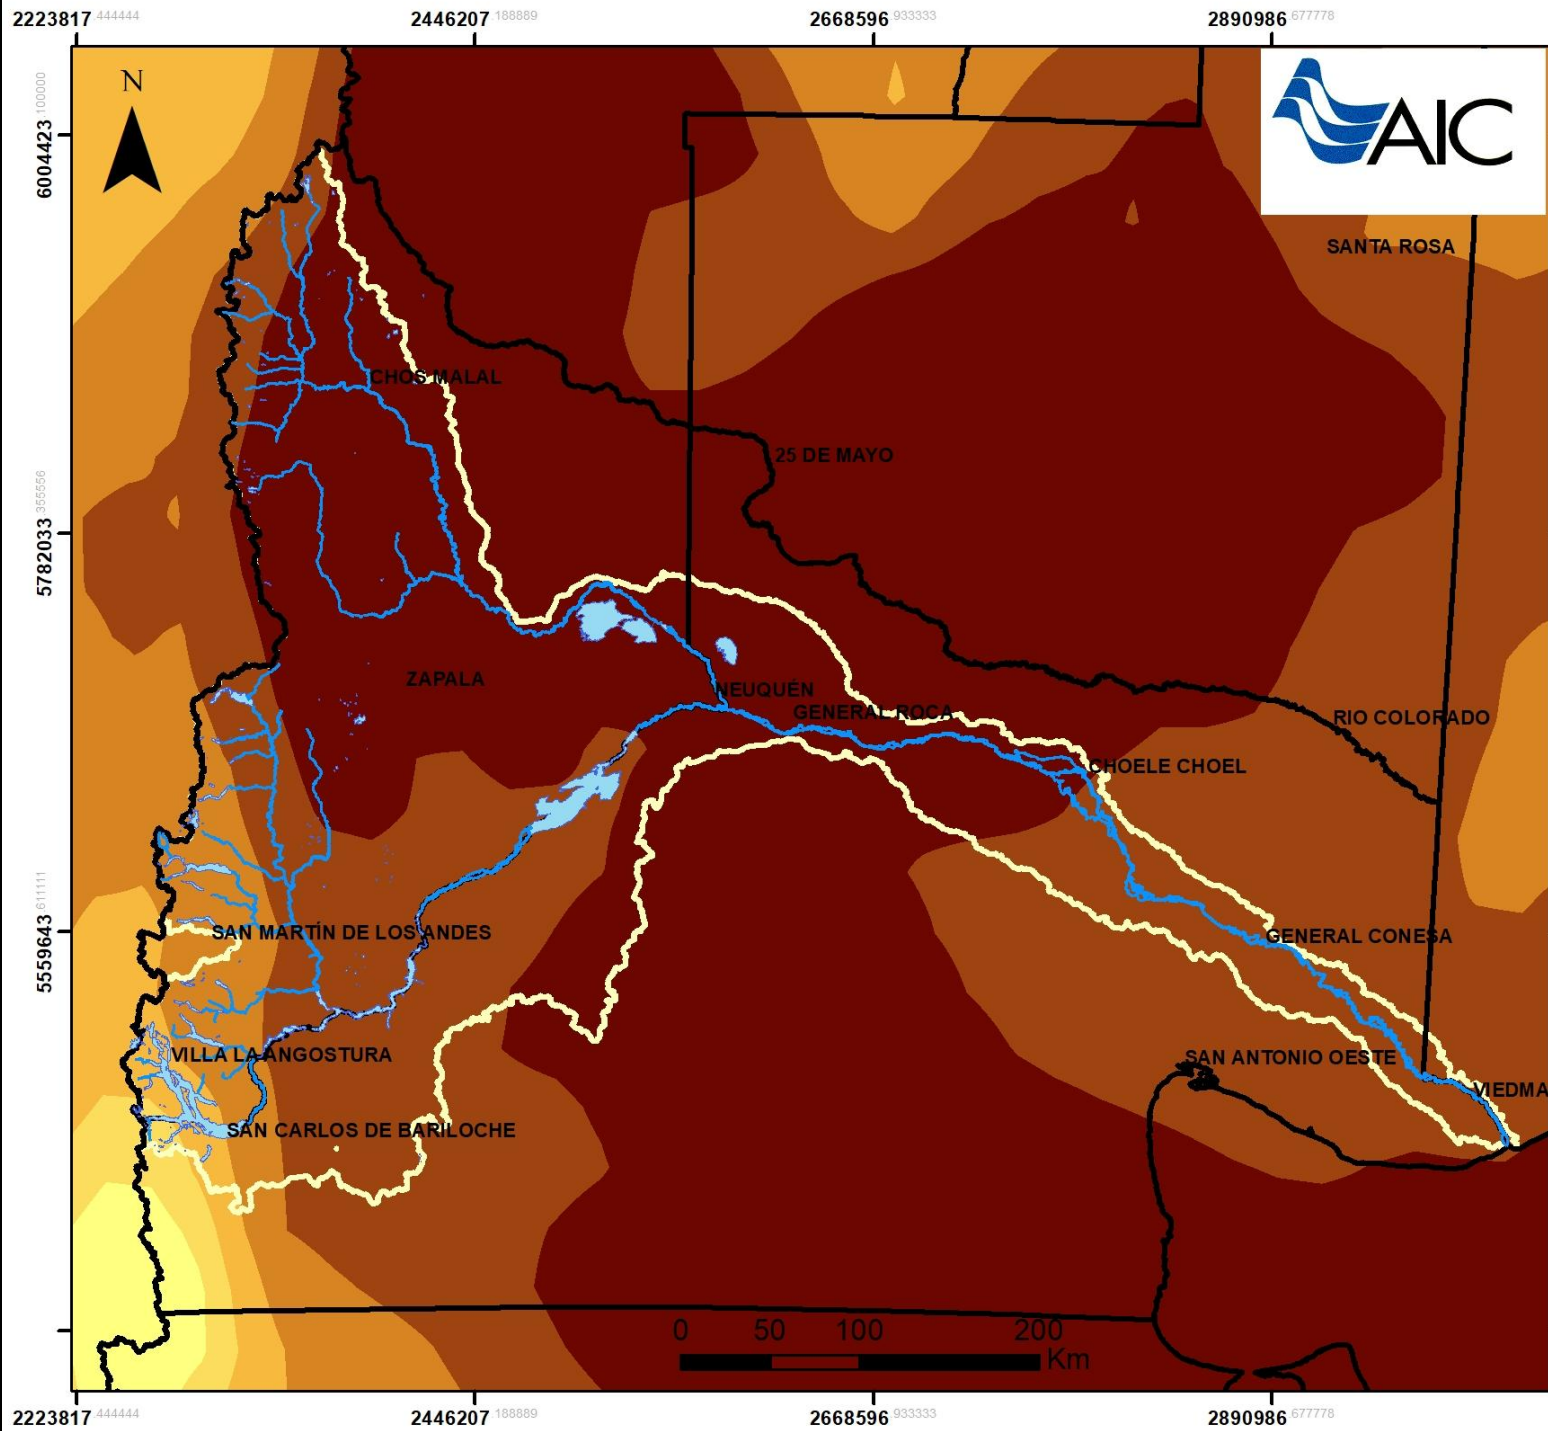 2223817.444444 2446207.188889 2668596.933333 2890986.677778
N
AIC
6004423.100000
SANTA ROSA
CHOS MALAL
25 DE MAYO
5782033.355556
ZAPALA
NEUQUÉN
GENERAL ROCA
RIO COLORADO
CHOELE CHOEL
5559643.611111
SAN MARTÍN DE LOS ANDES
GENERAL CONESA
VILLA LA ANGOSTURA
SAN ANTONIO OESTE
VIEDMA
SAN CARLOS DE BARILOCHE
0 50 100 200
Km
2223817.444444 2446207.188889 2668596.933333 2890986.677778